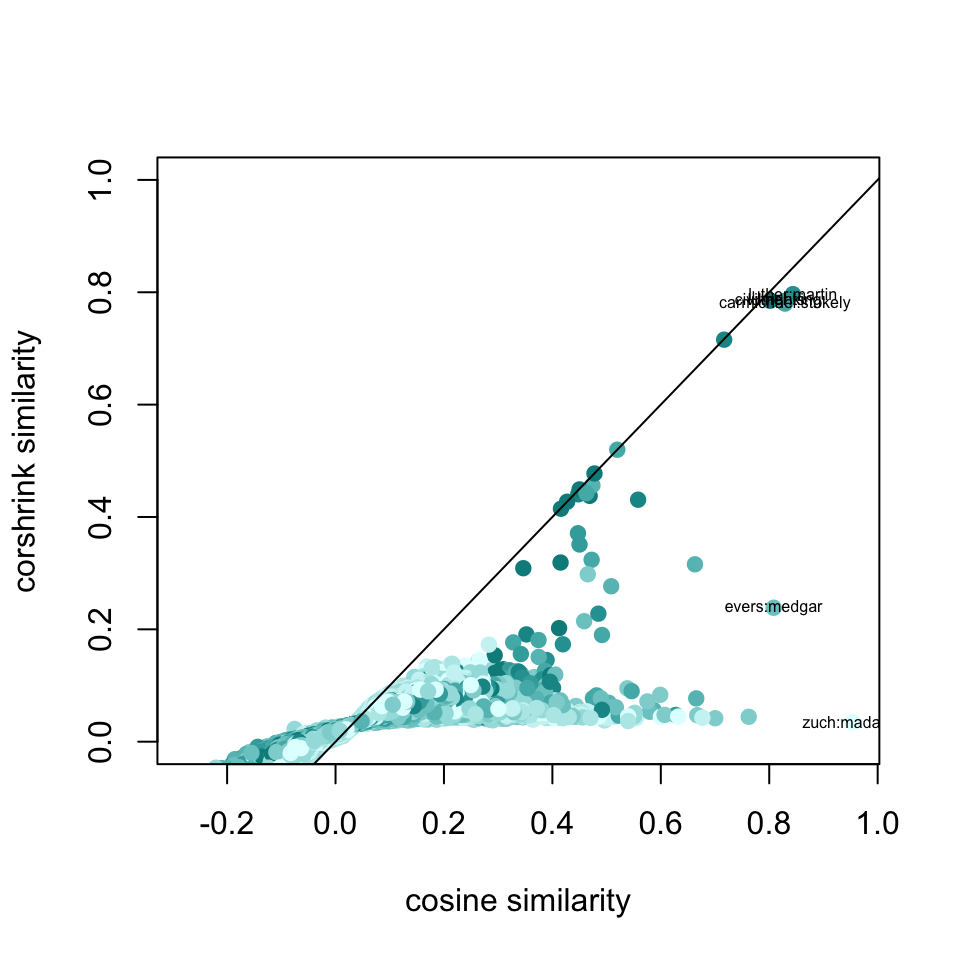 1.0
0.8
0.6
0.4
0.2
0.0
corshrink similarity
luther:martin
carmichael:stokely
evers:medgar
zuch:mada
-0.2
0.0
0.2
0.4
0.6
0.8
1.0
cosine similarity